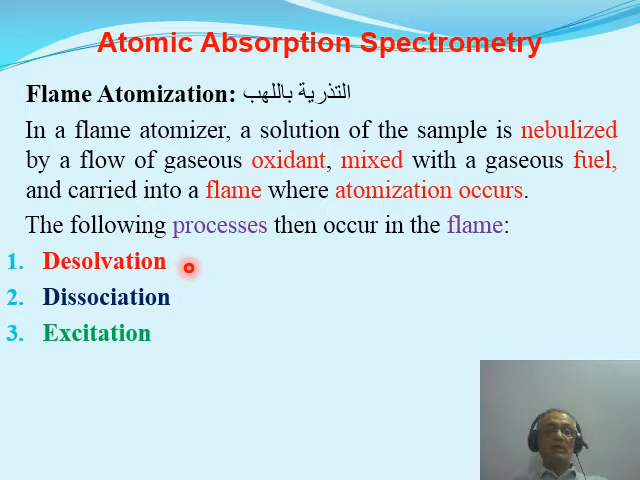 Atomic Absorption Spectrometry
Flame Atomization: التذرية باللهب
In a flame atomizer, a solution of the sample is nebulized
by a flow of gaseous oxidant, mixed with a gaseous fuel,
and carried into a flame where atomization occurs.
The following processes then occur in the flame:
1. Desolvation
2. Dissociation
3. Excitation